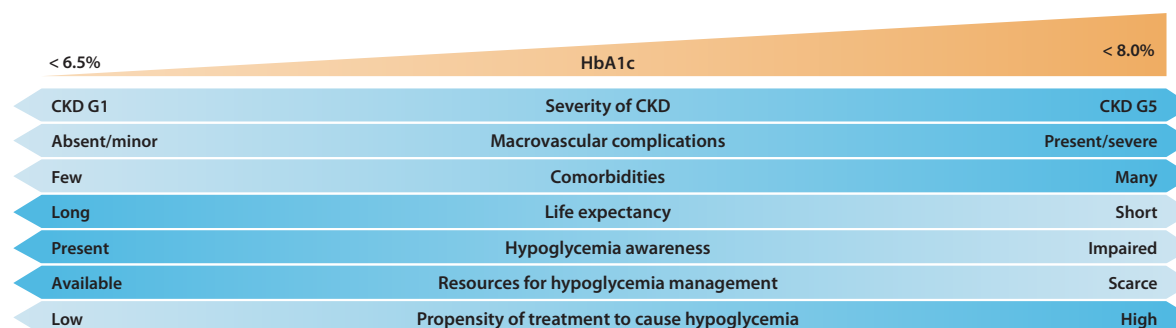 < 6.5% HbA1c < 8.0%
CKD G1 Severity of CKD CKD G5
Absent/minor Macrovascular complications Present/severe
Few Comorbidities Many
Long Life expectancy Short
Present Hypoglycemia awareness Impaired
Available Resources for hypoglycemia management Scarce
Low Propensity of treatment to cause hypoglycemia High